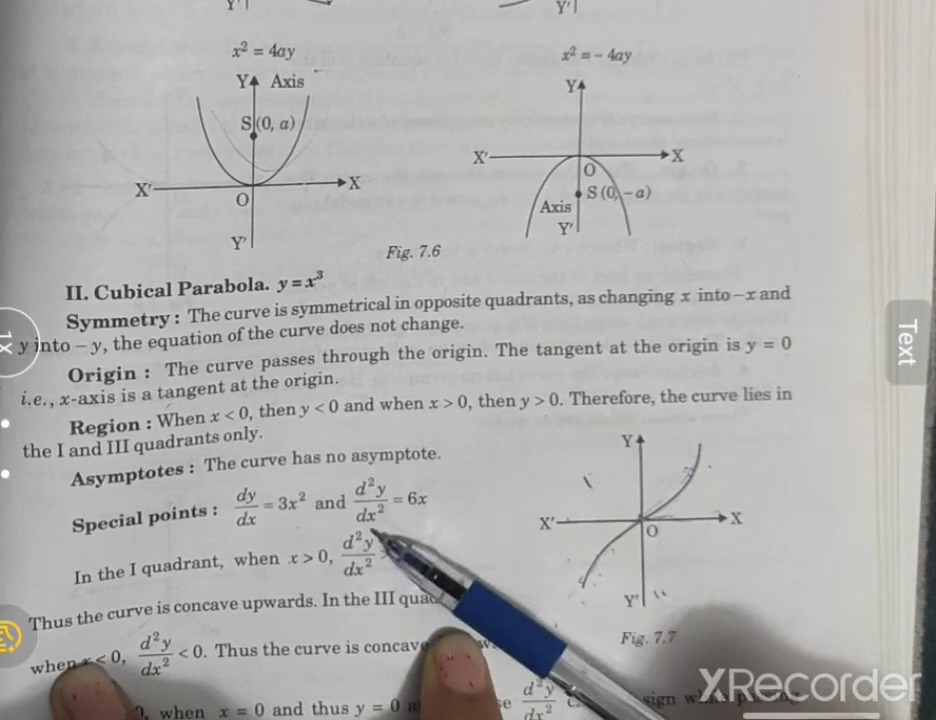 Y'
Y'
x² = 4ay
x² = – 4ay
Y Axis
Y
S (0, a)
X'
X
O
X'
X
O
S (0, –a)
Axis
Y'
Y'
Fig. 7.6
II. Cubical Parabola. y = x³
Symmetry : The curve is symmetrical in opposite quadrants, as changing x into –x and
y into – y, the equation of the curve does not change.
Origin : The curve passes through the origin. The tangent at the origin is y = 0
i.e., x-axis is a tangent at the origin.
Region : When x < 0, then y < 0 and when x > 0, then y > 0. Therefore, the curve lies in
the I and III quadrants only.
Asymptotes : The curve has no asymptote.
Special points : dy/dx = 3x² and d²y/dx² = 6x
In the I quadrant, when x > 0, d²y/dx²
Thus the curve is concave upwards. In the III
when x < 0, d²y/dx² < 0. Thus the curve is
Y
X'
X
O
Y'
Fig. 7.7
when x = 0 and thus y = 0
d²y/dx² sign
1X
Text
XRecorder